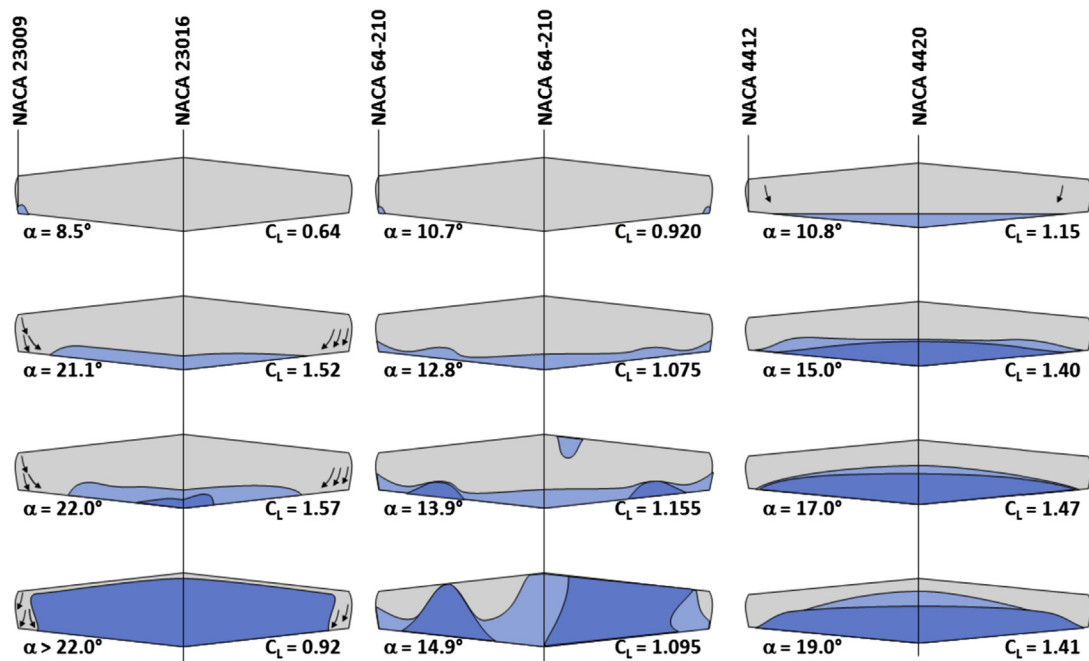 NACA 23009
NACA 23016
NACA 64-210
NACA 64-210
NACA 4412
NACA 4420
α = 8.5° C_L = 0.64
α = 10.7° C_L = 0.920
α = 10.8° C_L = 1.15
α = 21.1° C_L = 1.52
α = 12.8° C_L = 1.075
α = 15.0° C_L = 1.40
α = 22.0° C_L = 1.57
α = 13.9° C_L = 1.155
α = 17.0° C_L = 1.47
α > 22.0° C_L = 0.92
α = 14.9° C_L = 1.095
α = 19.0° C_L = 1.41